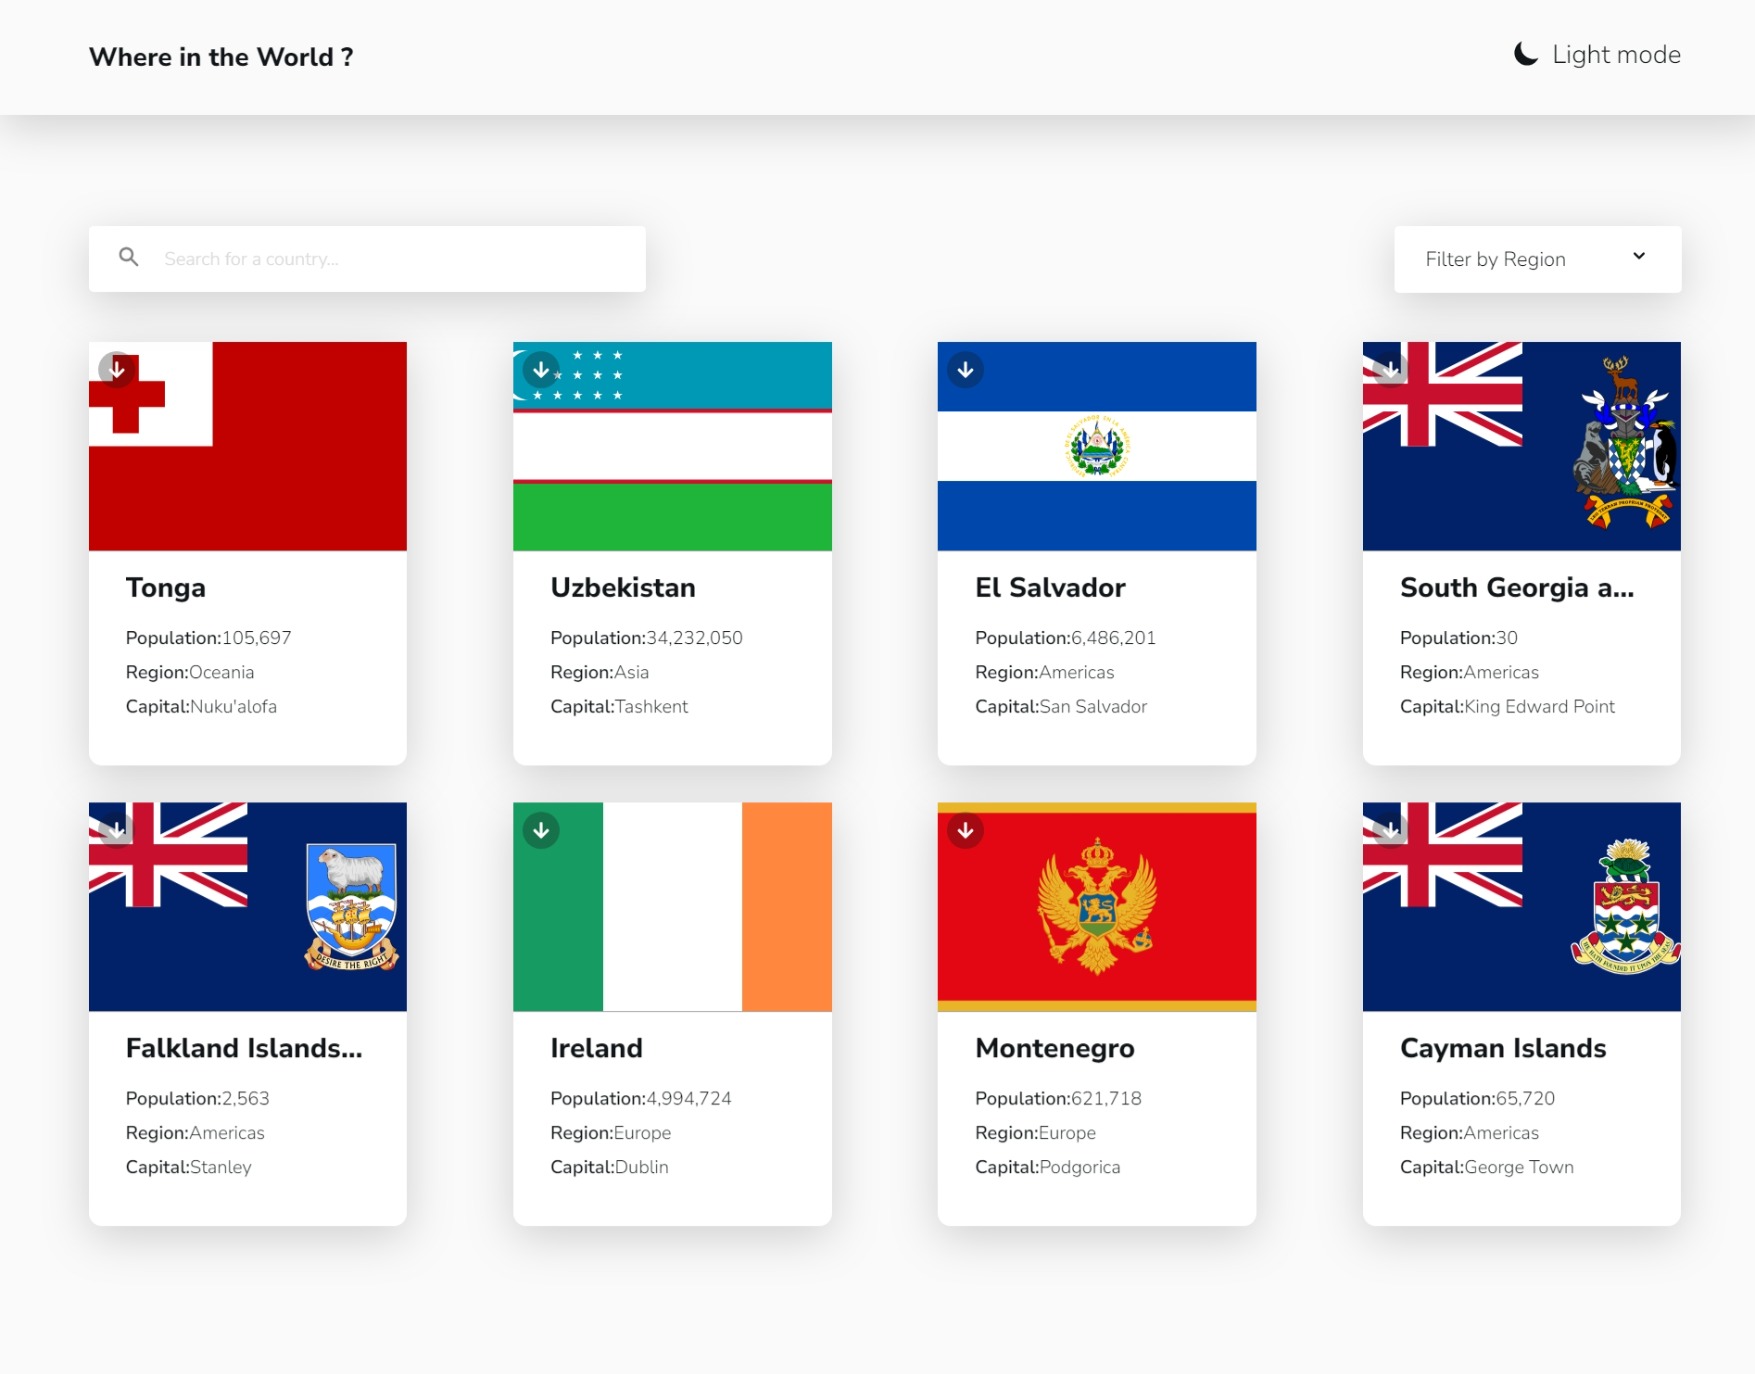 Where in the World ?
Light mode
Search for a country...
Filter by Region
Tonga
Population:105,697
Region:Oceania
Capital:Nuku'alofa
Uzbekistan
Population:34,232,050
Region:Asia
Capital:Tashkent
El Salvador
Population:6,486,201
Region:Americas
Capital:San Salvador
South Georgia a...
Population:30
Region:Americas
Capital:King Edward Point
DESIRE THE RIGHT
Falkland Islands...
Population:2,563
Region:Americas
Capital:Stanley
Ireland
Population:4,994,724
Region:Europe
Capital:Dublin
Montenegro
Population:621,718
Region:Europe
Capital:Podgorica
Cayman Islands
Population:65,720
Region:Americas
Capital:George Town